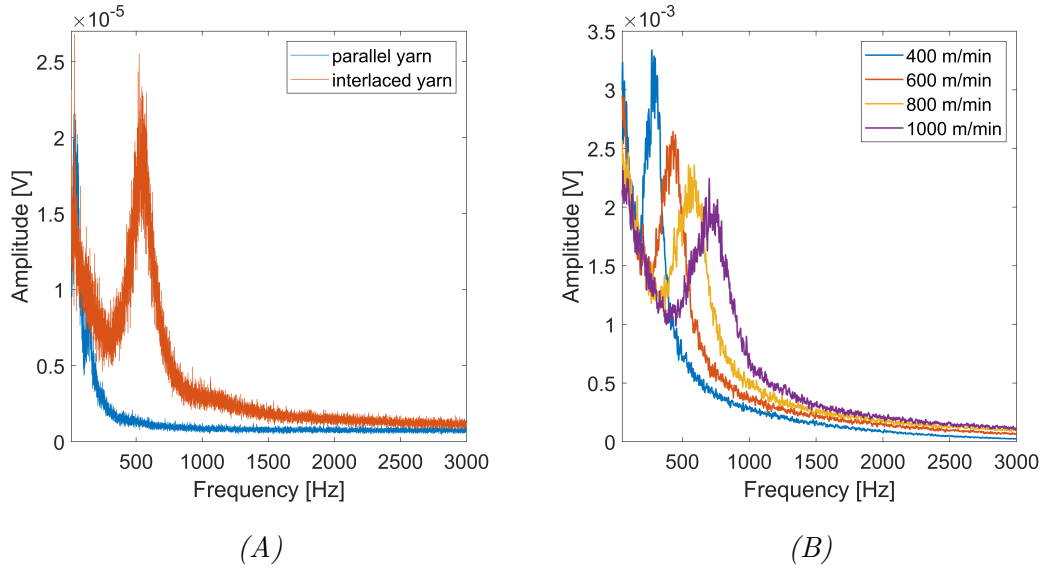 ×10⁻⁵
2.5
2
1.5
1
0.5
0
Amplitude [V]
500 1000 1500 2000 2500 3000
Frequency [Hz]
parallel yarn
interlaced yarn
(A)
×10⁻³
3.5
3
2.5
2
1.5
1
0.5
0
Amplitude [V]
500 1000 1500 2000 2500 3000
Frequency [Hz]
400 m/min
600 m/min
800 m/min
1000 m/min
(B)